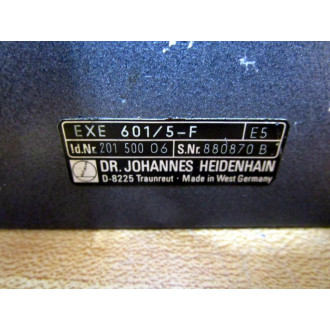 EXE 601/5-F E5
Id.Nr. 201 500 06 S.Nr. 880870 B
DR. JOHANNES HEIDENHAIN
D-8225 Traunreut · Made in West Germany